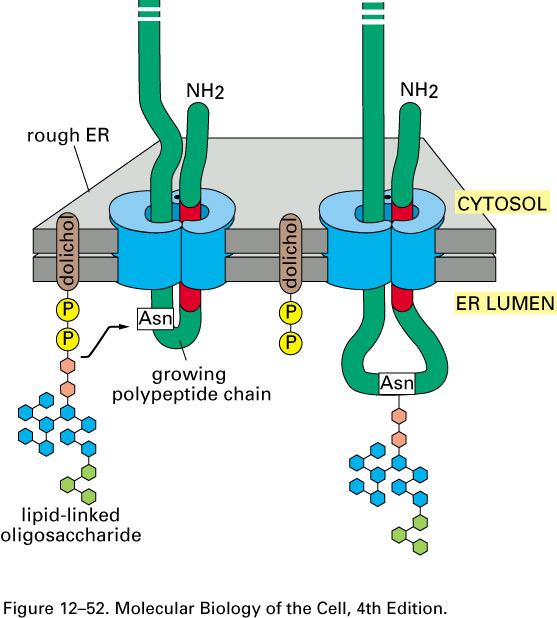 NH2
NH2
rough ER
CYTOSOL
dolichol
dolichol
ER LUMEN
P
P
P
P
Asn
growing
polypeptide chain
Asn
lipid-linked
oligosaccharide
Figure 12–52. Molecular Biology of the Cell, 4th Edition.